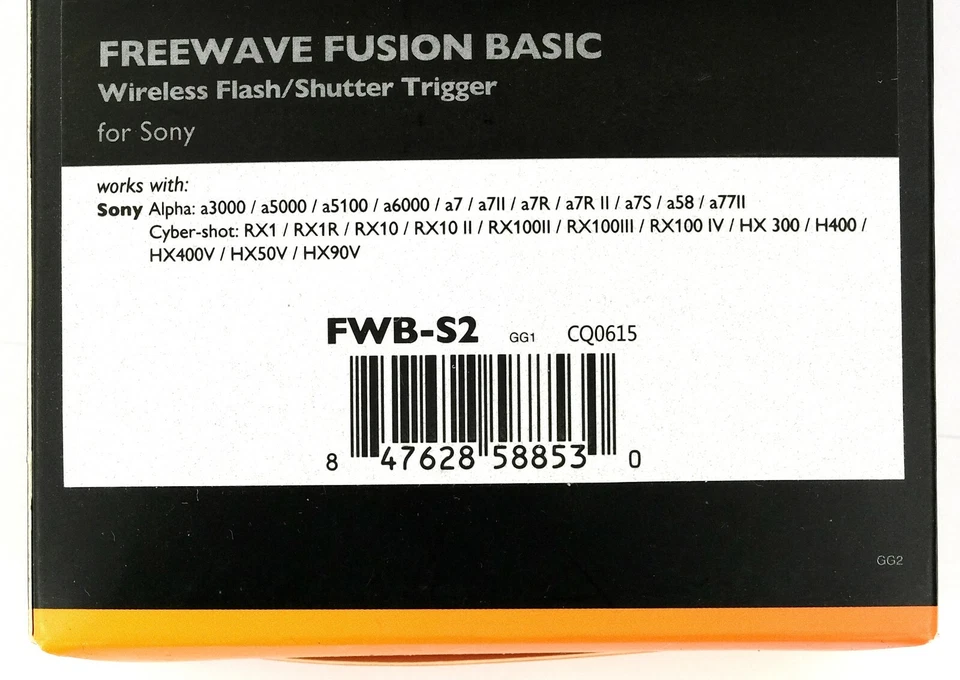 FREEWAVE FUSION BASIC
Wireless Flash/Shutter Trigger
for Sony
works with:
Sony Alpha: a3000 / a5000 / a5100 / a6000 / a7 / a7II / a7R / a7R II / a7S / a58 / a77II
Cyber-shot: RX1 / RX1R / RX10 / RX10 II / RX100II / RX100III / RX100 IV / HX 300 / H400 /
HX400V / HX50V / HX90V
FWB-S2 GG1 CQ0615
8 47628 58853 0
GG2